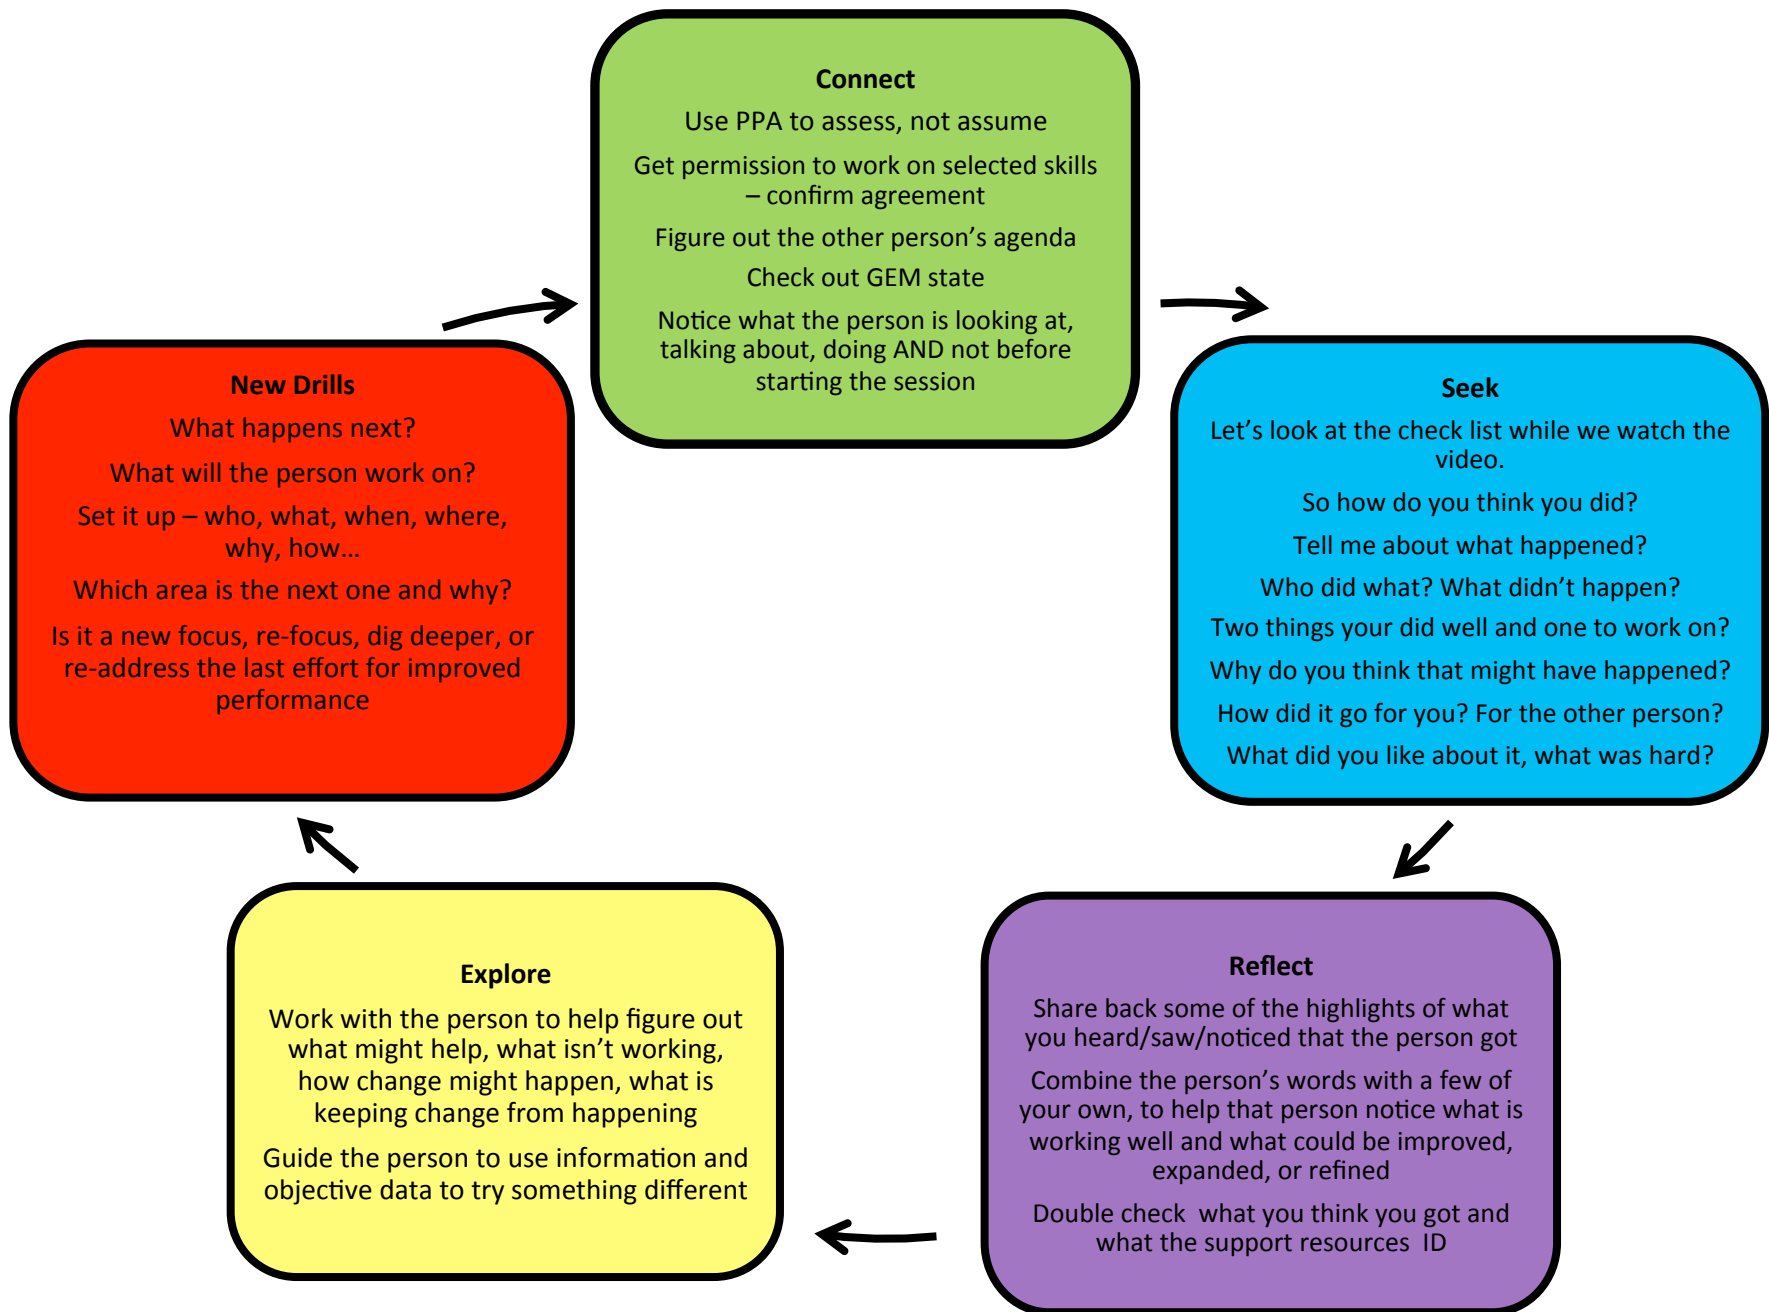 Connect
Use PPA to assess, not assume
Get permission to work on selected skills
– confirm agreement
Figure out the other person’s agenda
Check out GEM state
Notice what the person is looking at,
talking about, doing AND not before
starting the session
Seek
Let’s look at the check list while we watch the
video.
So how do you think you did?
Tell me about what happened?
Who did what? What didn’t happen?
Two things your did well and one to work on?
Why do you think that might have happened?
How did it go for you? For the other person?
What did you like about it, what was hard?
Reflect
Share back some of the highlights of what
you heard/saw/noticed that the person got
Combine the person’s words with a few of
your own, to help that person notice what is
working well and what could be improved,
expanded, or refined
Double check what you think you got and
what the support resources ID
Explore
Work with the person to help figure out
what might help, what isn’t working,
how change might happen, what is
keeping change from happening
Guide the person to use information and
objective data to try something different
New Drills
What happens next?
What will the person work on?
Set it up – who, what, when, where,
why, how…
Which area is the next one and why?
Is it a new focus, re-focus, dig deeper, or
re-address the last effort for improved
performance